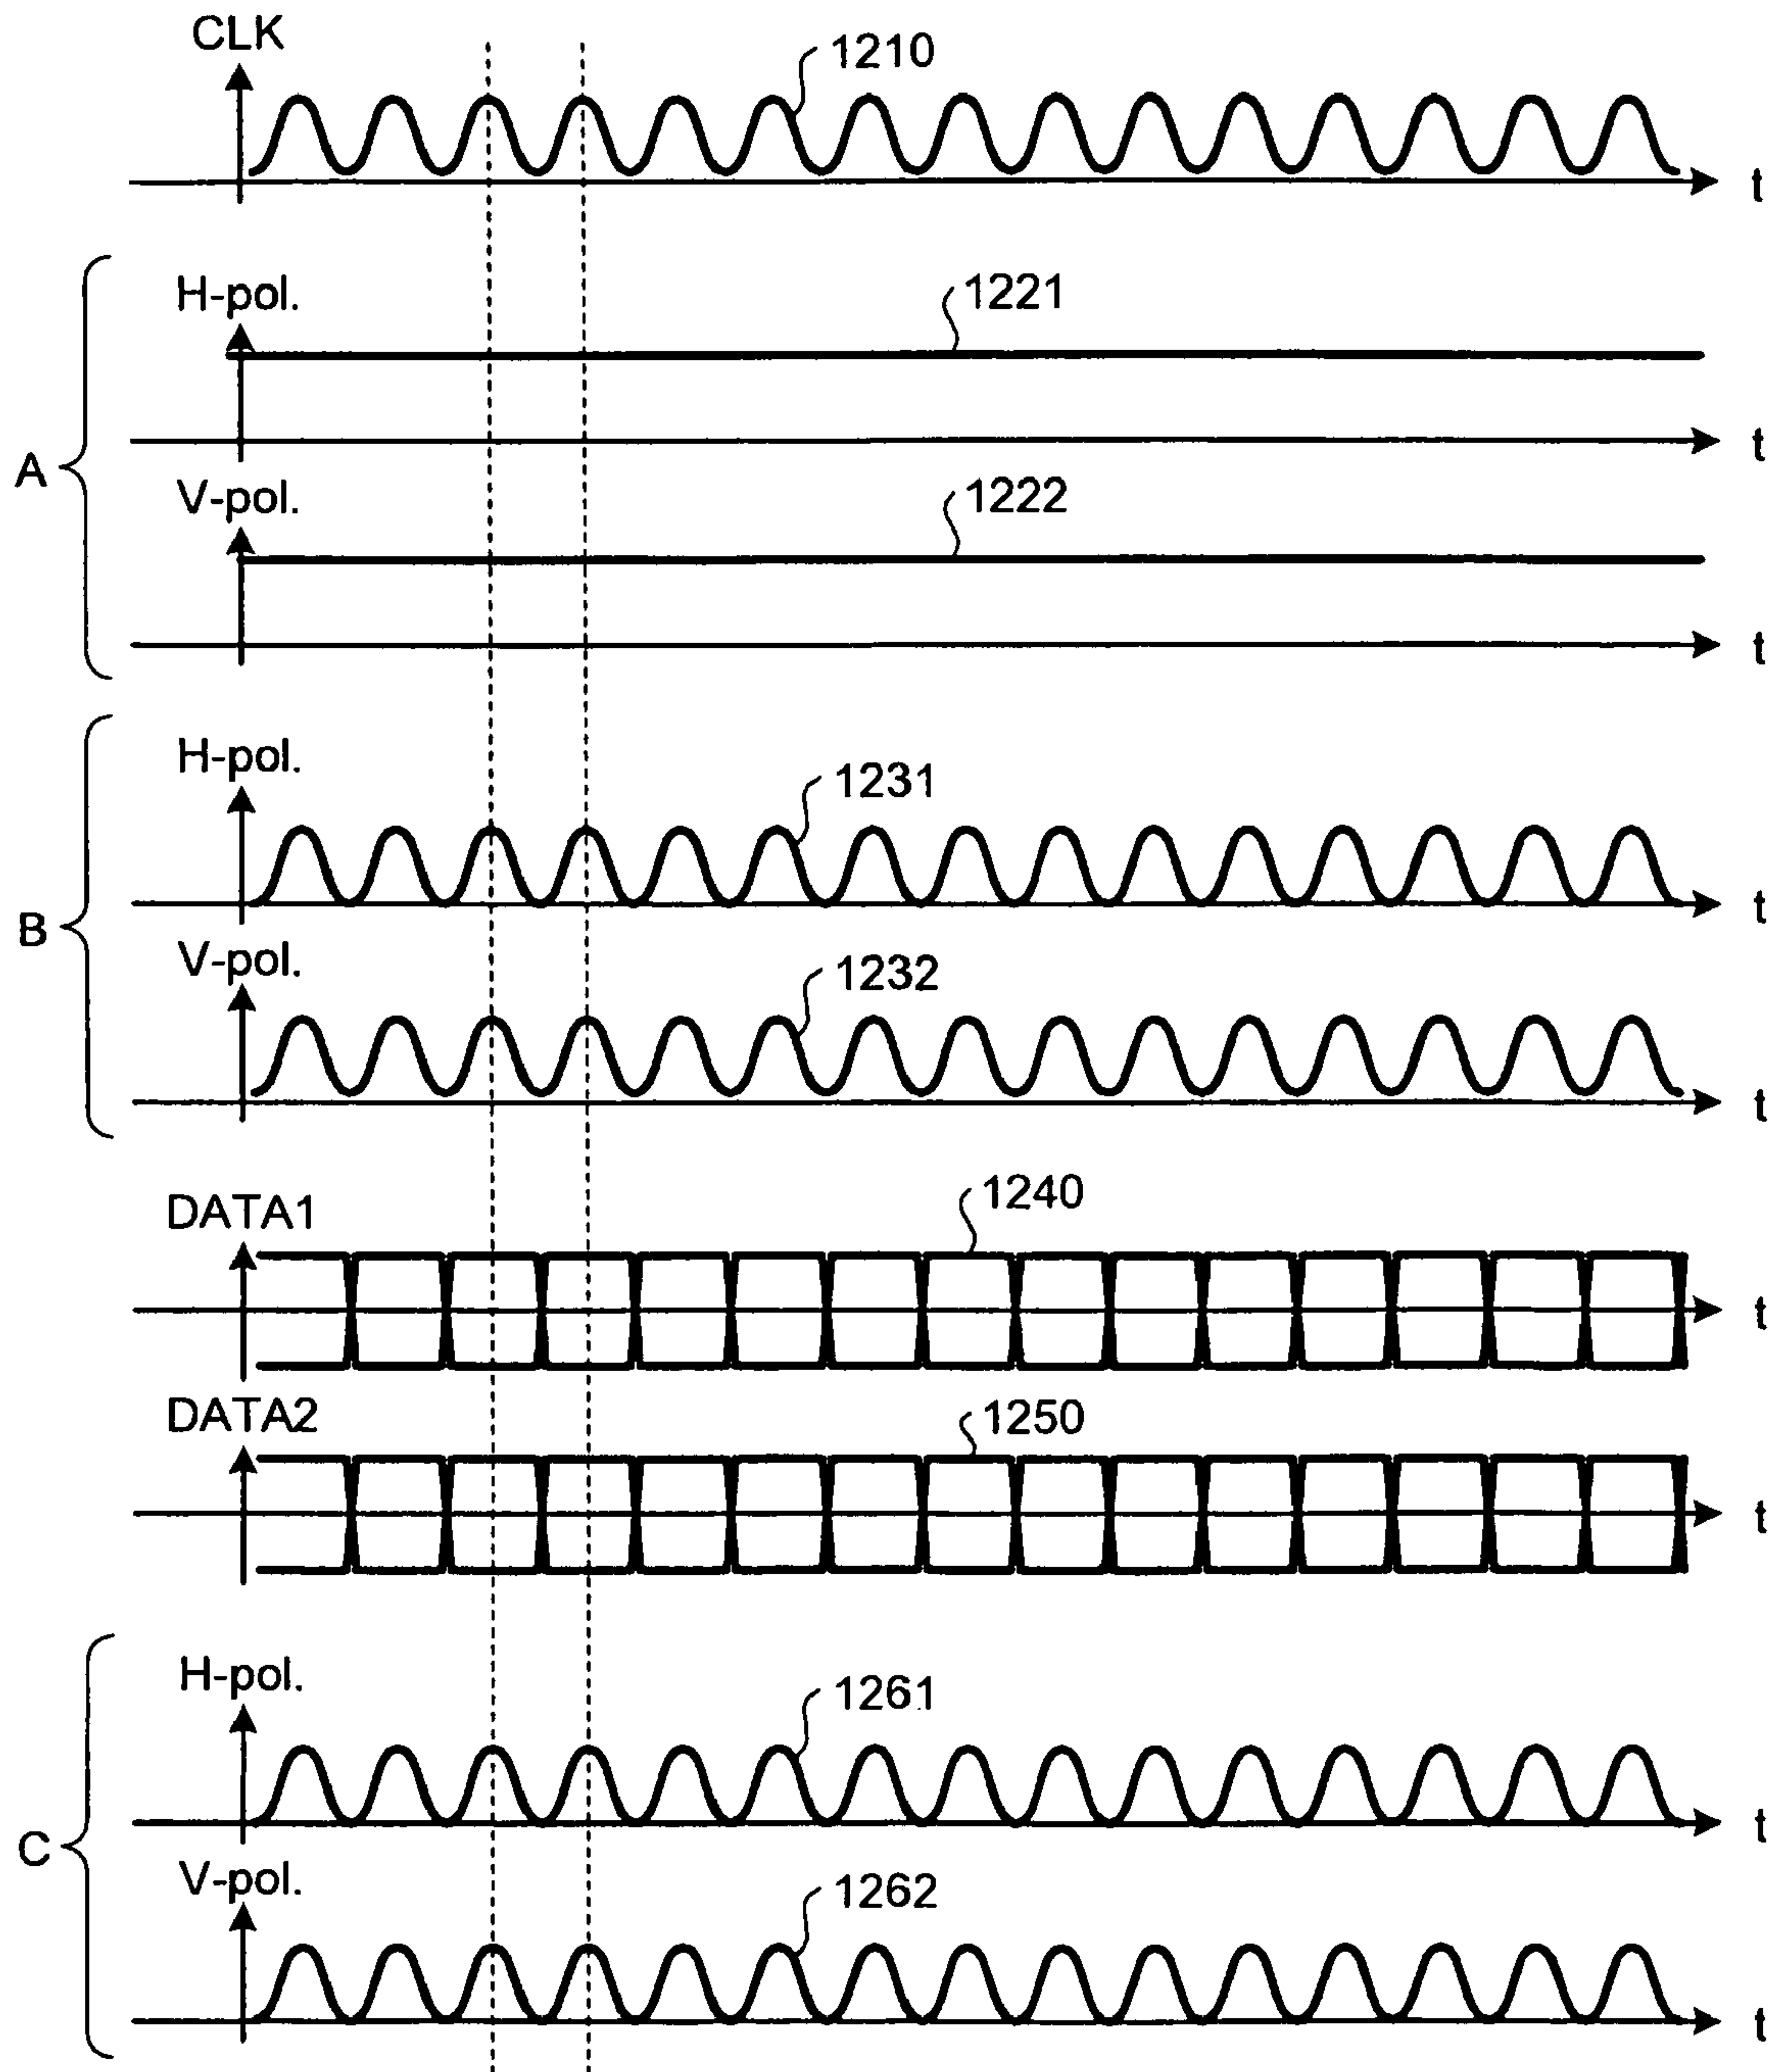 CLK
1210
t
A
H-pol.
1221
t
V-pol.
1222
t
B
H-pol.
1231
t
V-pol.
1232
t
DATA1
1240
t
DATA2
1250
t
C
H-pol.
1261
t
V-pol.
1262
t